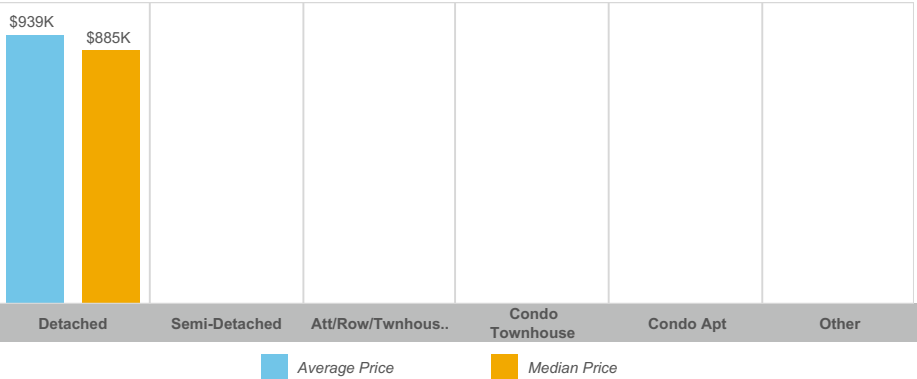 $939K
$885K
Detached
Semi-Detached
Att/Row/Twnhous..
Condo
Townhouse
Condo Apt
Other
Average Price
Median Price